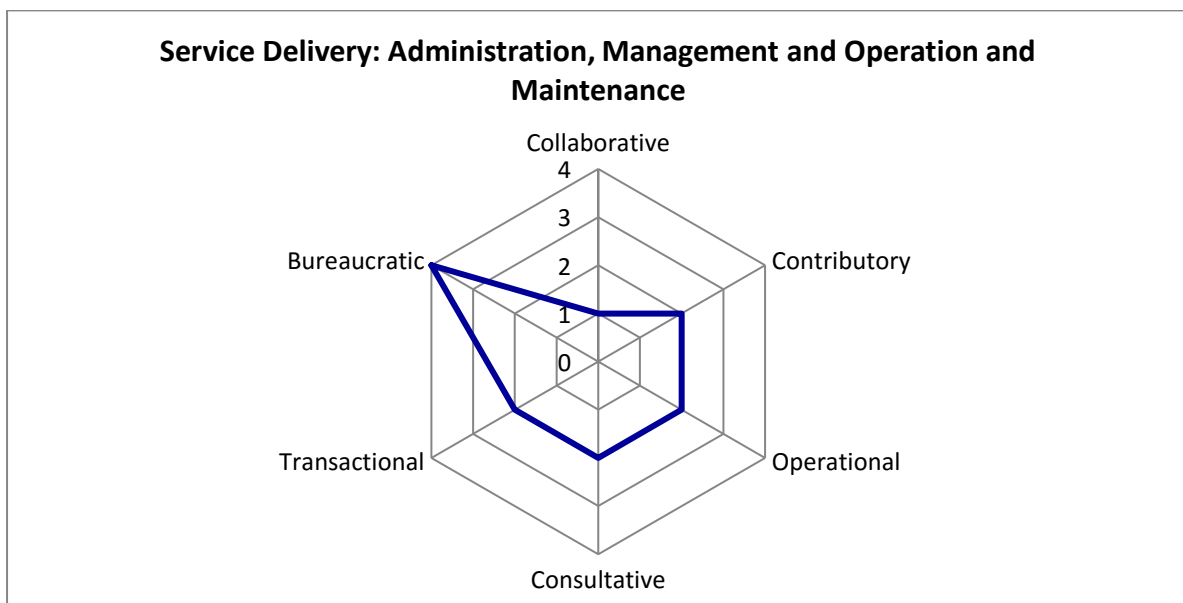 Service Delivery: Administration, Management and Operation and
Maintenance
Collaborative
4
3
2
1
0
Bureaucratic
Contributory
Transactional
Operational
Consultative